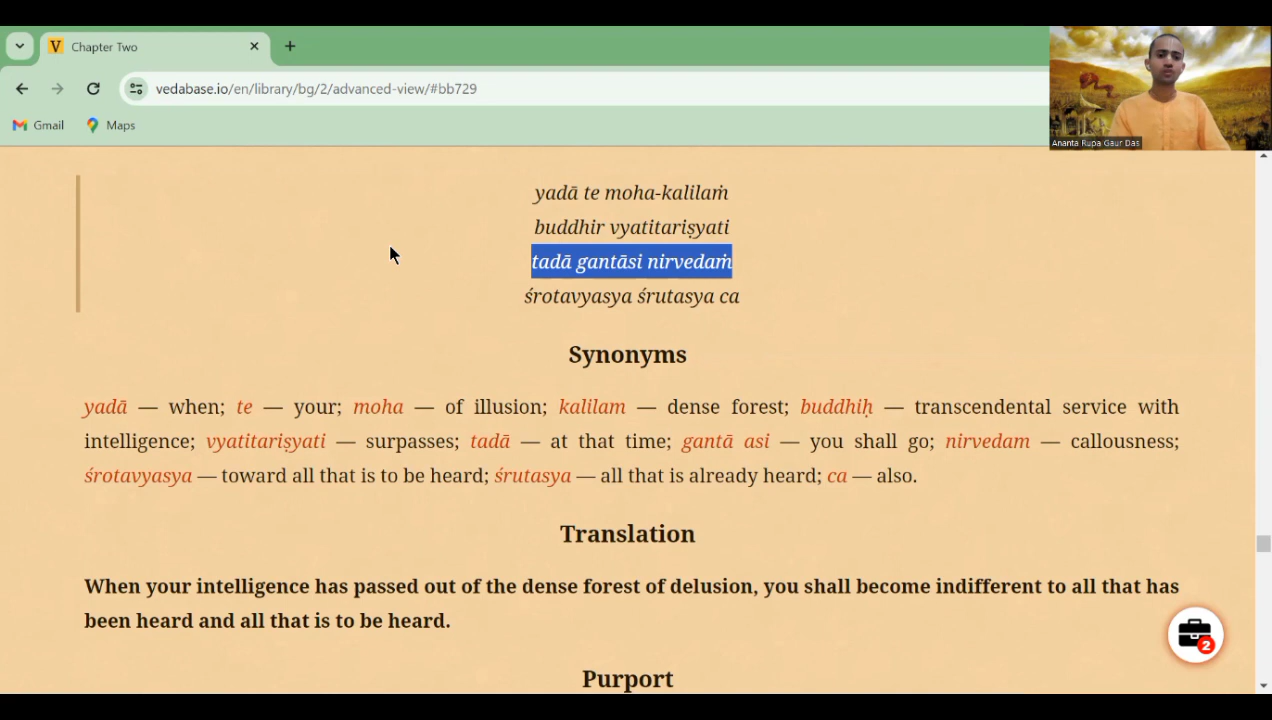 Chapter Two
vedabase.io/en/library/bg/2/advanced-view/#bb729
Gmail Maps
Ananta Rupa Gaur Das
yadā te moha-kalilaṁ
buddhir vyatitariṣyati
tadā gantāsi nirvedaṁ
śrotavyasya śrutasya ca
Synonyms
yadā — when; te — your; moha — of illusion; kalilam — dense forest; buddhiḥ — transcendental service with
intelligence; vyatitariṣyati — surpasses; tadā — at that time; gantā asi — you shall go; nirvedam — callousness;
śrotavyasya — toward all that is to be heard; śrutasya — all that is already heard; ca — also.
Translation
When your intelligence has passed out of the dense forest of delusion, you shall become indifferent to all that has
been heard and all that is to be heard.
2
Purport